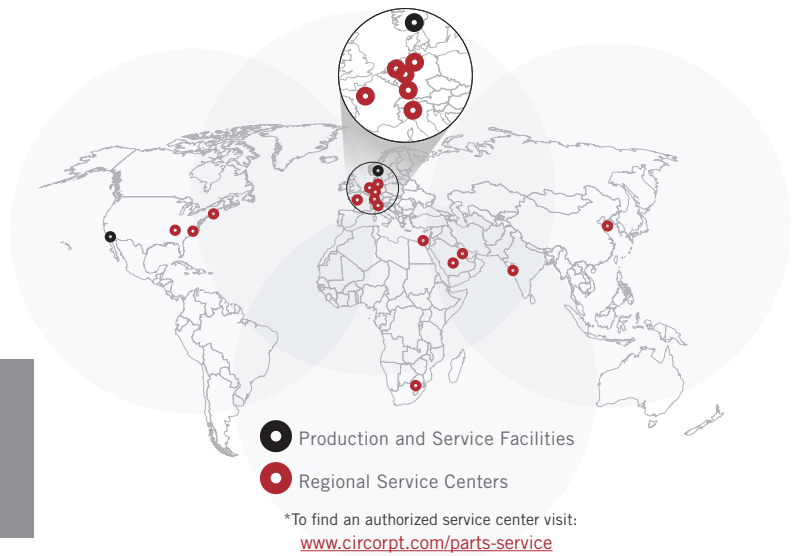 Production and Service Facilities
Regional Service Centers
*To find an authorized service center visit:
www.circorpt.com/parts-service